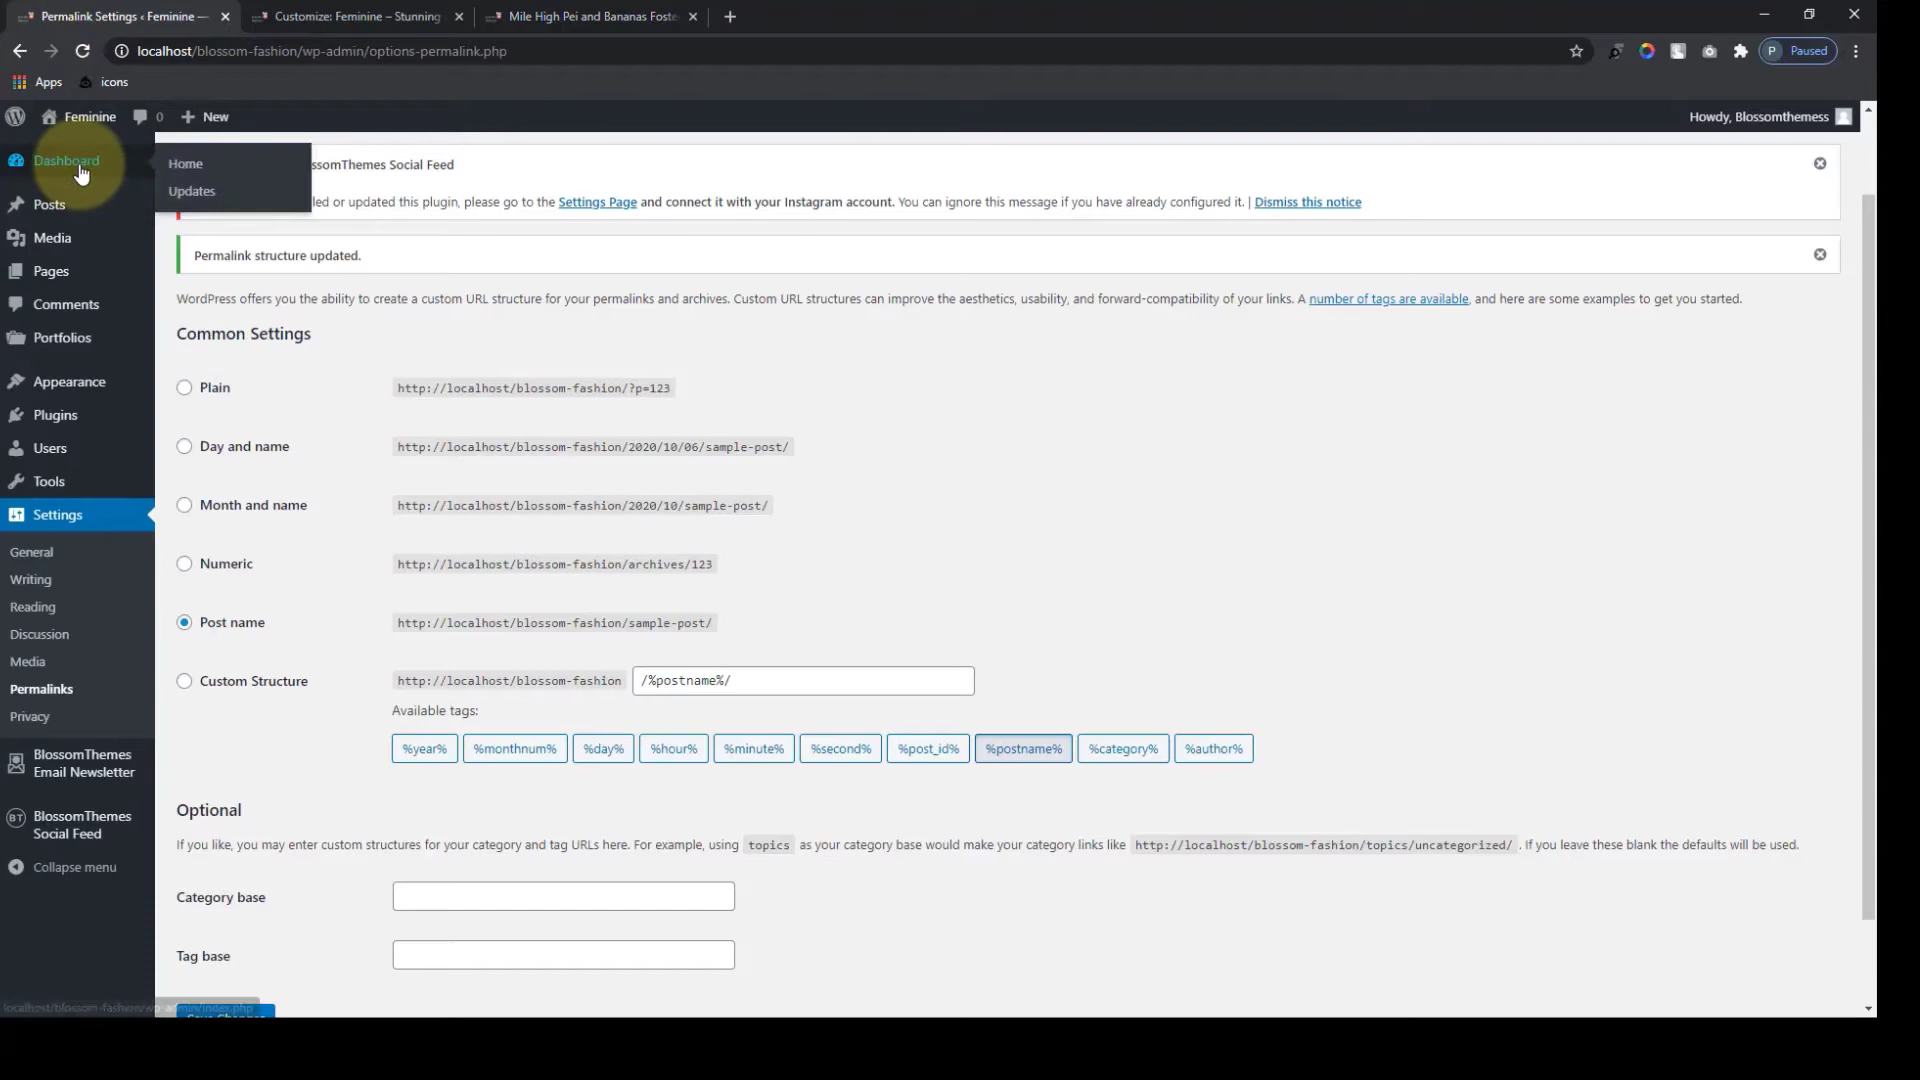 Permalink Settings ‹ Feminine —
Customize: Feminine – Stunning
Mile High Pei and Bananas Foste
localhost/blossom-fashion/wp-admin/options-permalink.php
P Paused
Apps
icons
Feminine
0
New
Howdy, Blossomthemess
Dashboard
Home
Updates
Posts
Media
Pages
Comments
Portfolios
Appearance
Plugins
Users
Tools
Settings
General
Writing
Reading
Discussion
Media
Permalinks
Privacy
BlossomThemes
Email Newsletter
BT
BlossomThemes
Social Feed
Collapse menu
localhost/blossom-fashion/wp-admin/index.php
ssomThemes Social Feed
led or updated this plugin, please go to the Settings Page and connect it with your Instagram account. You can ignore this message if you have already configured it. | Dismiss this notice
Permalink structure updated.
WordPress offers you the ability to create a custom URL structure for your permalinks and archives. Custom URL structures can improve the aesthetics, usability, and forward-compatibility of your links. A number of tags are available, and here are some examples to get you started.
Common Settings
Plain http://localhost/blossom-fashion/?p=123
Day and name http://localhost/blossom-fashion/2020/10/06/sample-post/
Month and name http://localhost/blossom-fashion/2020/10/sample-post/
Numeric http://localhost/blossom-fashion/archives/123
Post name http://localhost/blossom-fashion/sample-post/
Custom Structure http://localhost/blossom-fashion /%postname%/
Available tags:
%year% %monthnum% %day% %hour% %minute% %second% %post_id% %postname% %category% %author%
Optional
If you like, you may enter custom structures for your category and tag URLs here. For example, using topics as your category base would make your category links like http://localhost/blossom-fashion/topics/uncategorized/ . If you leave these blank the defaults will be used.
Category base
Tag base
Save Changes